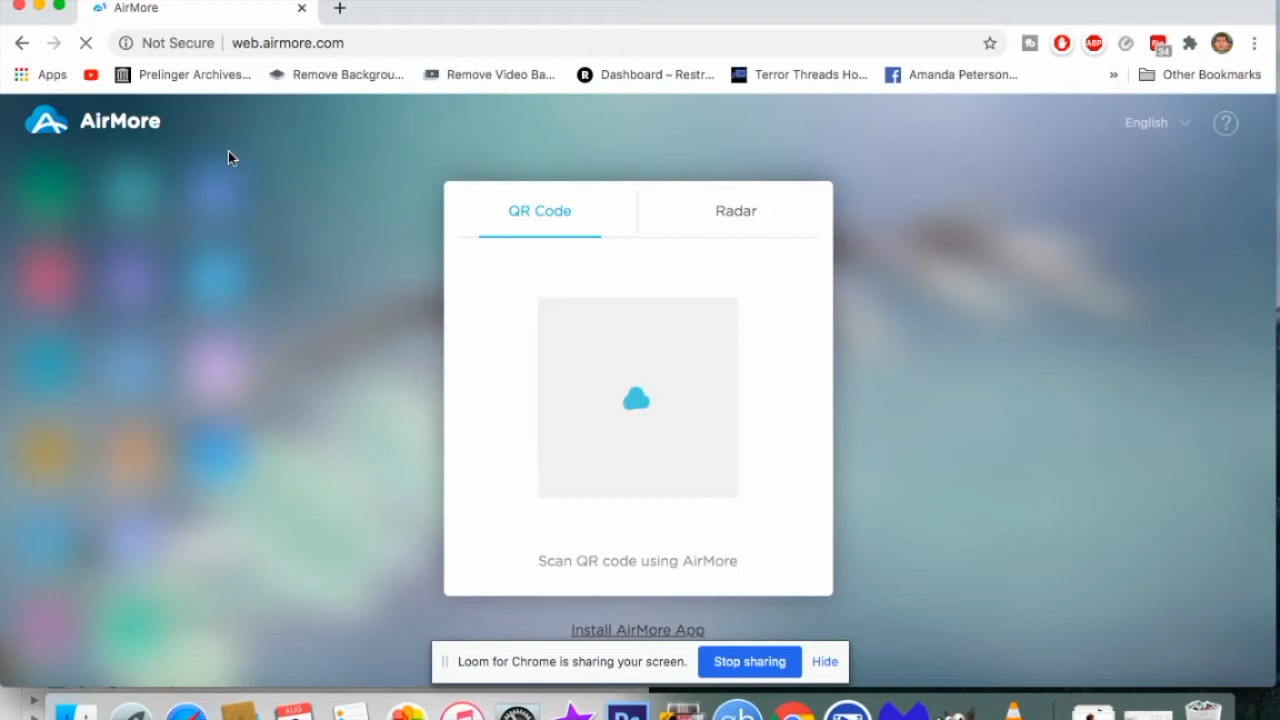 AirMore
Not Secure web.airmore.com
Apps Prelinger Archives... Remove Backgrou... Remove Video Ba... Dashboard – Restr... Terror Threads Ho... Amanda Peterson... » Other Bookmarks
AirMore
English
?
QR Code Radar
Scan QR code using AirMore
Install AirMore App
Loom for Chrome is sharing your screen. Stop sharing Hide
AUG